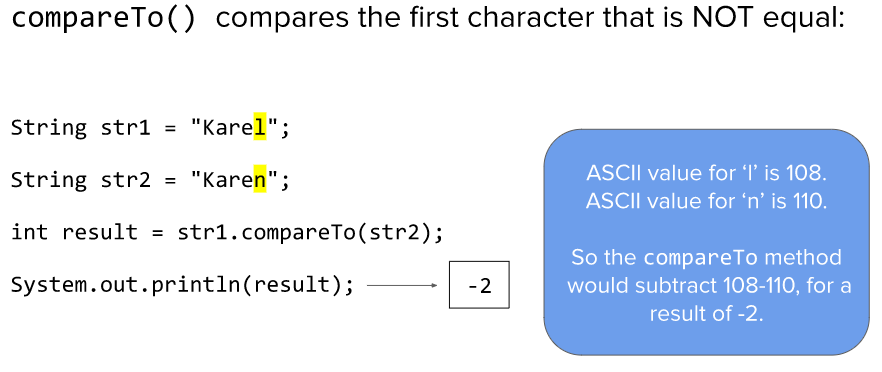 compareTo() compares the first character that is NOT equal:
String str1 = "Karel";
String str2 = "Karen";
int result = str1.compareTo(str2);
System.out.println(result);
-2
ASCII value for ‘l’ is 108.
ASCII value for ‘n’ is 110.
So the compareTo method
would subtract 108-110, for a
result of -2.